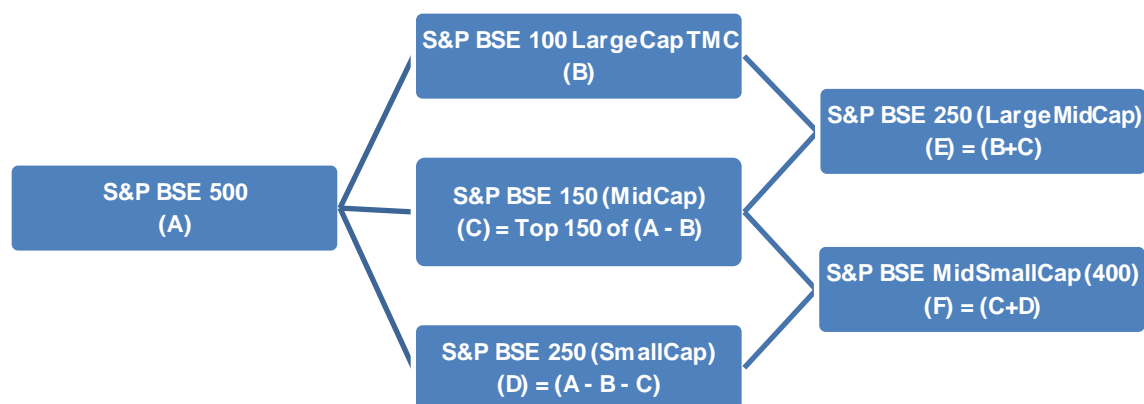 S&P BSE 500
(A)
S&P BSE 100 LargeCap TMC
(B)
S&P BSE 150 (MidCap)
(C) = Top 150 of (A - B)
S&P BSE 250 (SmallCap)
(D) = (A - B - C)
S&P BSE 250 (LargeMidCap)
(E) = (B+C)
S&P BSE MidSmallCap (400)
(F) = (C+D)